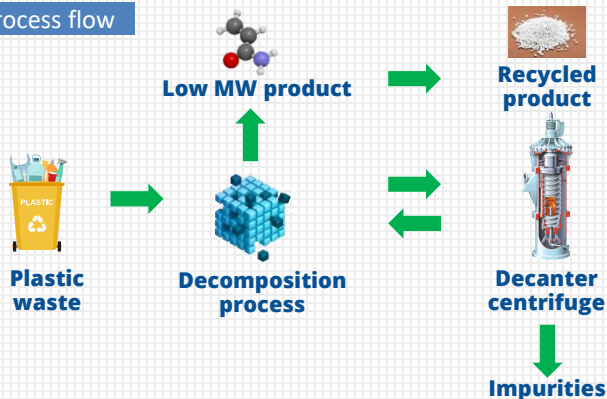 rocess flow
Low MW product
Recycled
product
PLASTIC
Plastic
waste
Decomposition
process
Decanter
centrifuge
Impurities